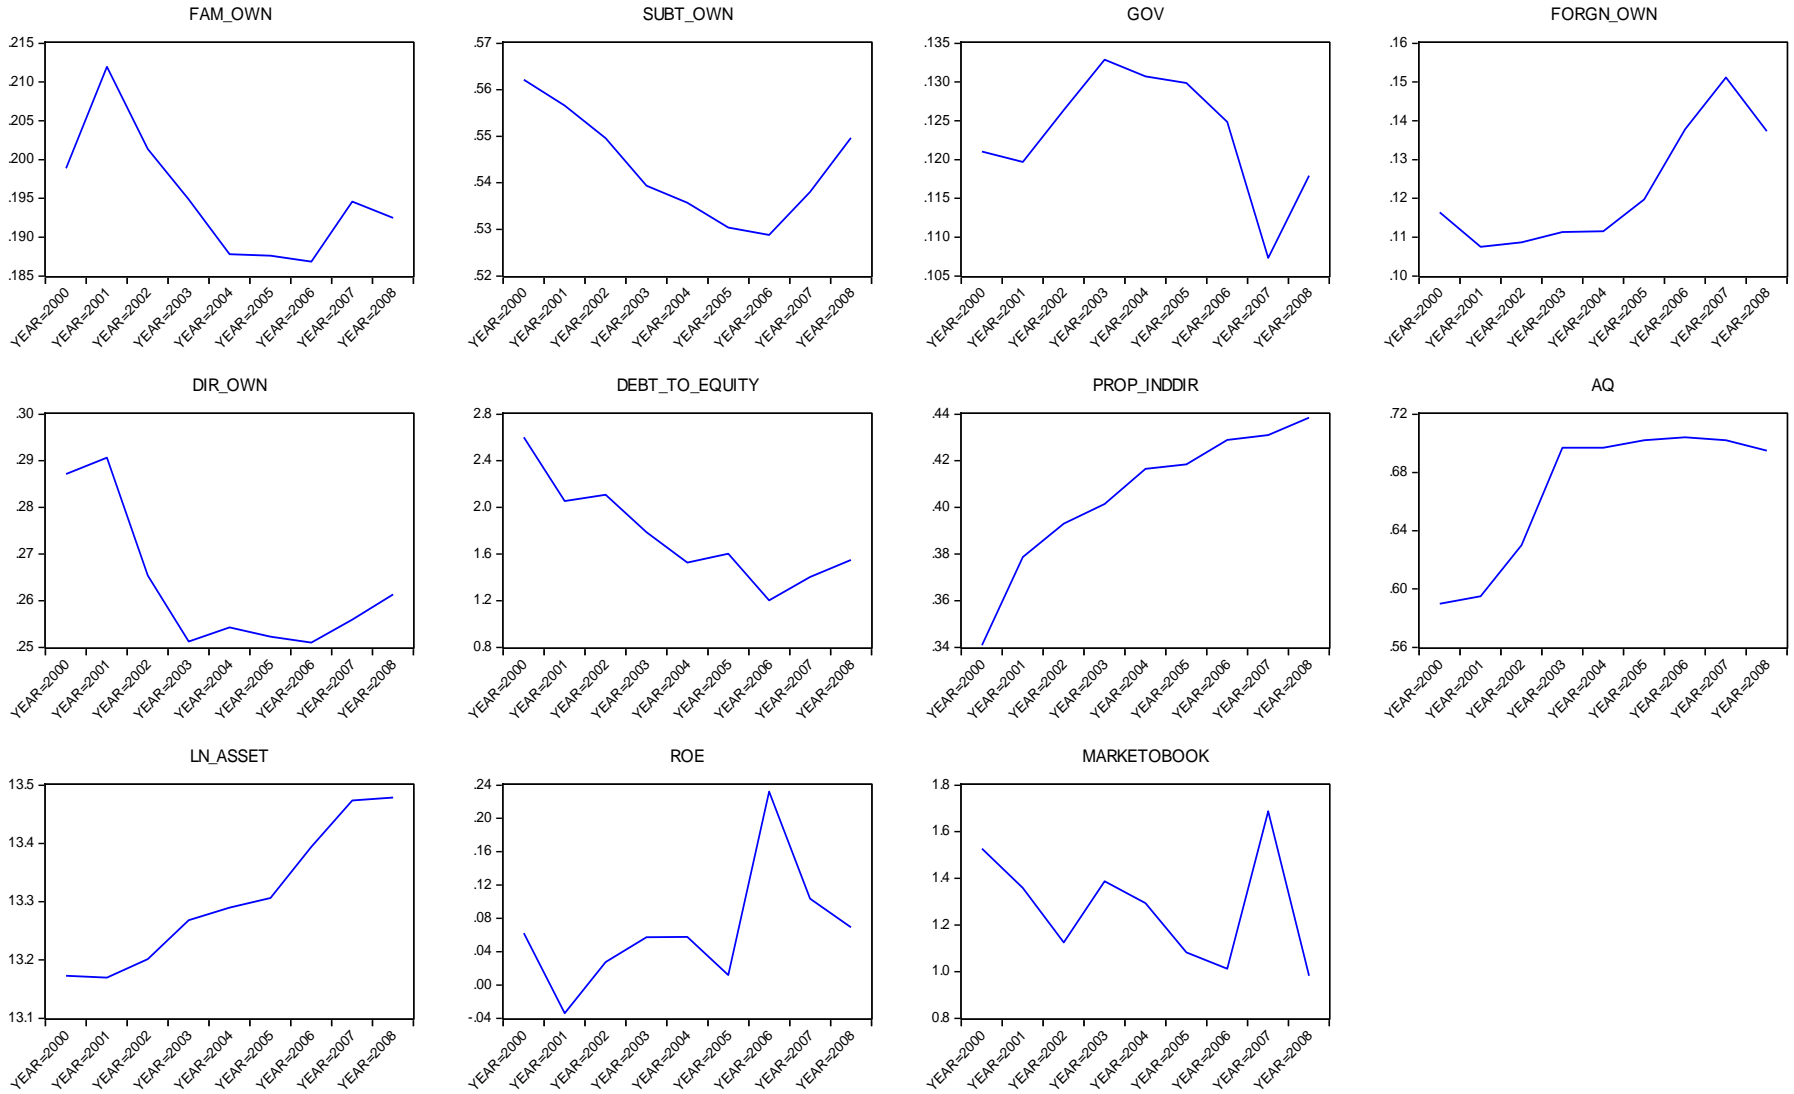 FAM_OWN
.215
.210
.205
.200
.195
.190
.185
YEAR=2000
YEAR=2001
YEAR=2002
YEAR=2003
YEAR=2004
YEAR=2005
YEAR=2006
YEAR=2007
YEAR=2008
SUBT_OWN
.57
.56
.55
.54
.53
.52
YEAR=2000
YEAR=2001
YEAR=2002
YEAR=2003
YEAR=2004
YEAR=2005
YEAR=2006
YEAR=2007
YEAR=2008
GOV
.135
.130
.125
.120
.115
.110
.105
YEAR=2000
YEAR=2001
YEAR=2002
YEAR=2003
YEAR=2004
YEAR=2005
YEAR=2006
YEAR=2007
YEAR=2008
FORGN_OWN
.16
.15
.14
.13
.12
.11
.10
YEAR=2000
YEAR=2001
YEAR=2002
YEAR=2003
YEAR=2004
YEAR=2005
YEAR=2006
YEAR=2007
YEAR=2008
DIR_OWN
.30
.29
.28
.27
.26
.25
YEAR=2000
YEAR=2001
YEAR=2002
YEAR=2003
YEAR=2004
YEAR=2005
YEAR=2006
YEAR=2007
YEAR=2008
DEBT_TO_EQUITY
2.8
2.4
2.0
1.6
1.2
0.8
YEAR=2000
YEAR=2001
YEAR=2002
YEAR=2003
YEAR=2004
YEAR=2005
YEAR=2006
YEAR=2007
YEAR=2008
PROP_INDDIR
.44
.42
.40
.38
.36
.34
YEAR=2000
YEAR=2001
YEAR=2002
YEAR=2003
YEAR=2004
YEAR=2005
YEAR=2006
YEAR=2007
YEAR=2008
AQ
.72
.68
.64
.60
.56
YEAR=2000
YEAR=2001
YEAR=2002
YEAR=2003
YEAR=2004
YEAR=2005
YEAR=2006
YEAR=2007
YEAR=2008
LN_ASSET
13.5
13.4
13.3
13.2
13.1
YEAR=2000
YEAR=2001
YEAR=2002
YEAR=2003
YEAR=2004
YEAR=2005
YEAR=2006
YEAR=2007
YEAR=2008
ROE
.24
.20
.16
.12
.08
.04
.00
-.04
YEAR=2000
YEAR=2001
YEAR=2002
YEAR=2003
YEAR=2004
YEAR=2005
YEAR=2006
YEAR=2007
YEAR=2008
MARKETOBOOK
1.8
1.6
1.4
1.2
1.0
0.8
YEAR=2000
YEAR=2001
YEAR=2002
YEAR=2003
YEAR=2004
YEAR=2005
YEAR=2006
YEAR=2007
YEAR=2008